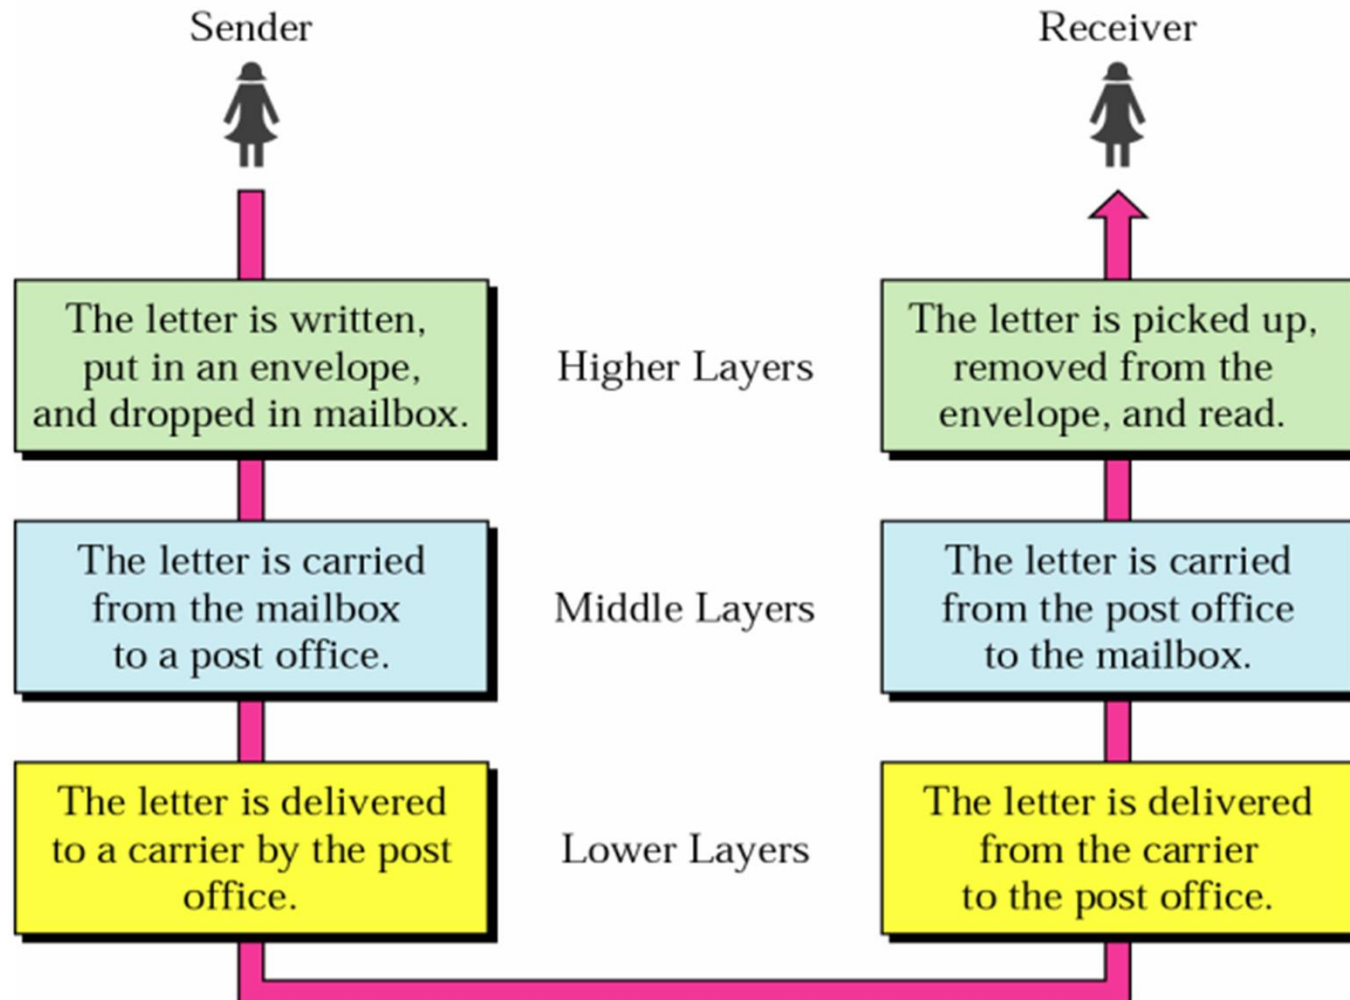 Sender
Receiver
The letter is written,
put in an envelope,
and dropped in mailbox.
Higher Layers
The letter is picked up,
removed from the
envelope, and read.
The letter is carried
from the mailbox
to a post office.
Middle Layers
The letter is carried
from the post office
to the mailbox.
The letter is delivered
to a carrier by the post
office.
Lower Layers
The letter is delivered
from the carrier
to the post office.